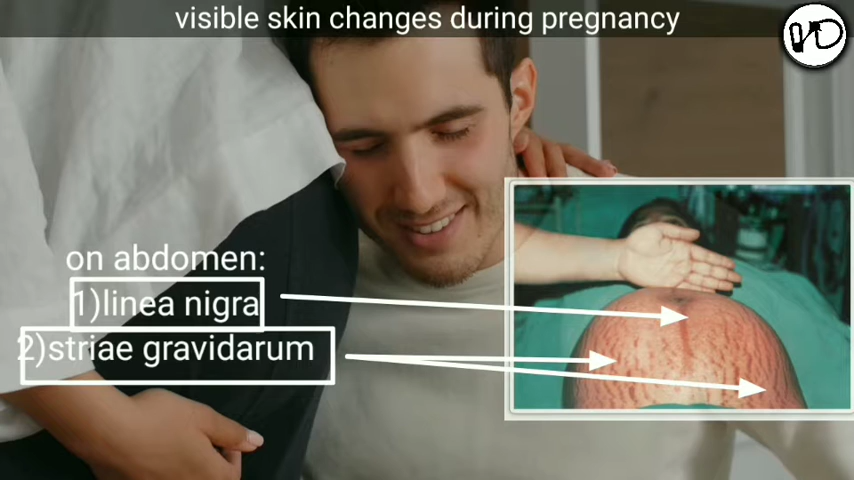 visible skin changes during pregnancy
on abdomen:
1)linea nigra
2)striae gravidarum